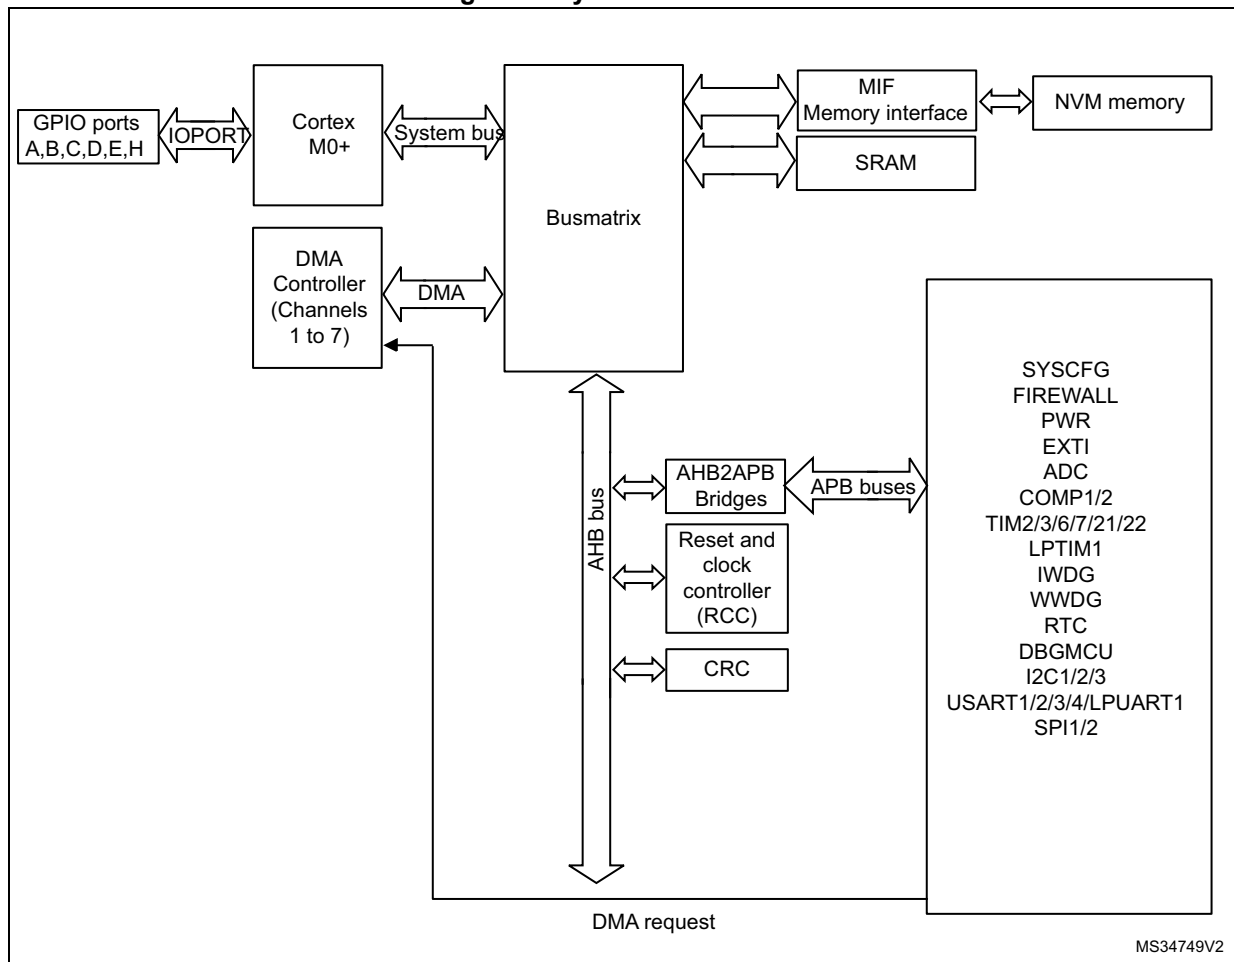 GPIO ports
A,B,C,D,E,H
IOPORT
Cortex
M0+
System bus
Busmatrix
MIF
Memory interface
NVM memory
SRAM
DMA
Controller
(Channels
1 to 7)
DMA
AHB bus
AHB2APB
Bridges
APB buses
Reset and
clock
controller
(RCC)
CRC
SYSCFG
FIREWALL
PWR
EXTI
ADC
COMP1/2
TIM2/3/6/7/21/22
LPTIM1
IWDG
WWDG
RTC
DBGMCU
I2C1/2/3
USART1/2/3/4/LPUART1
SPI1/2
DMA request
MS34749V2